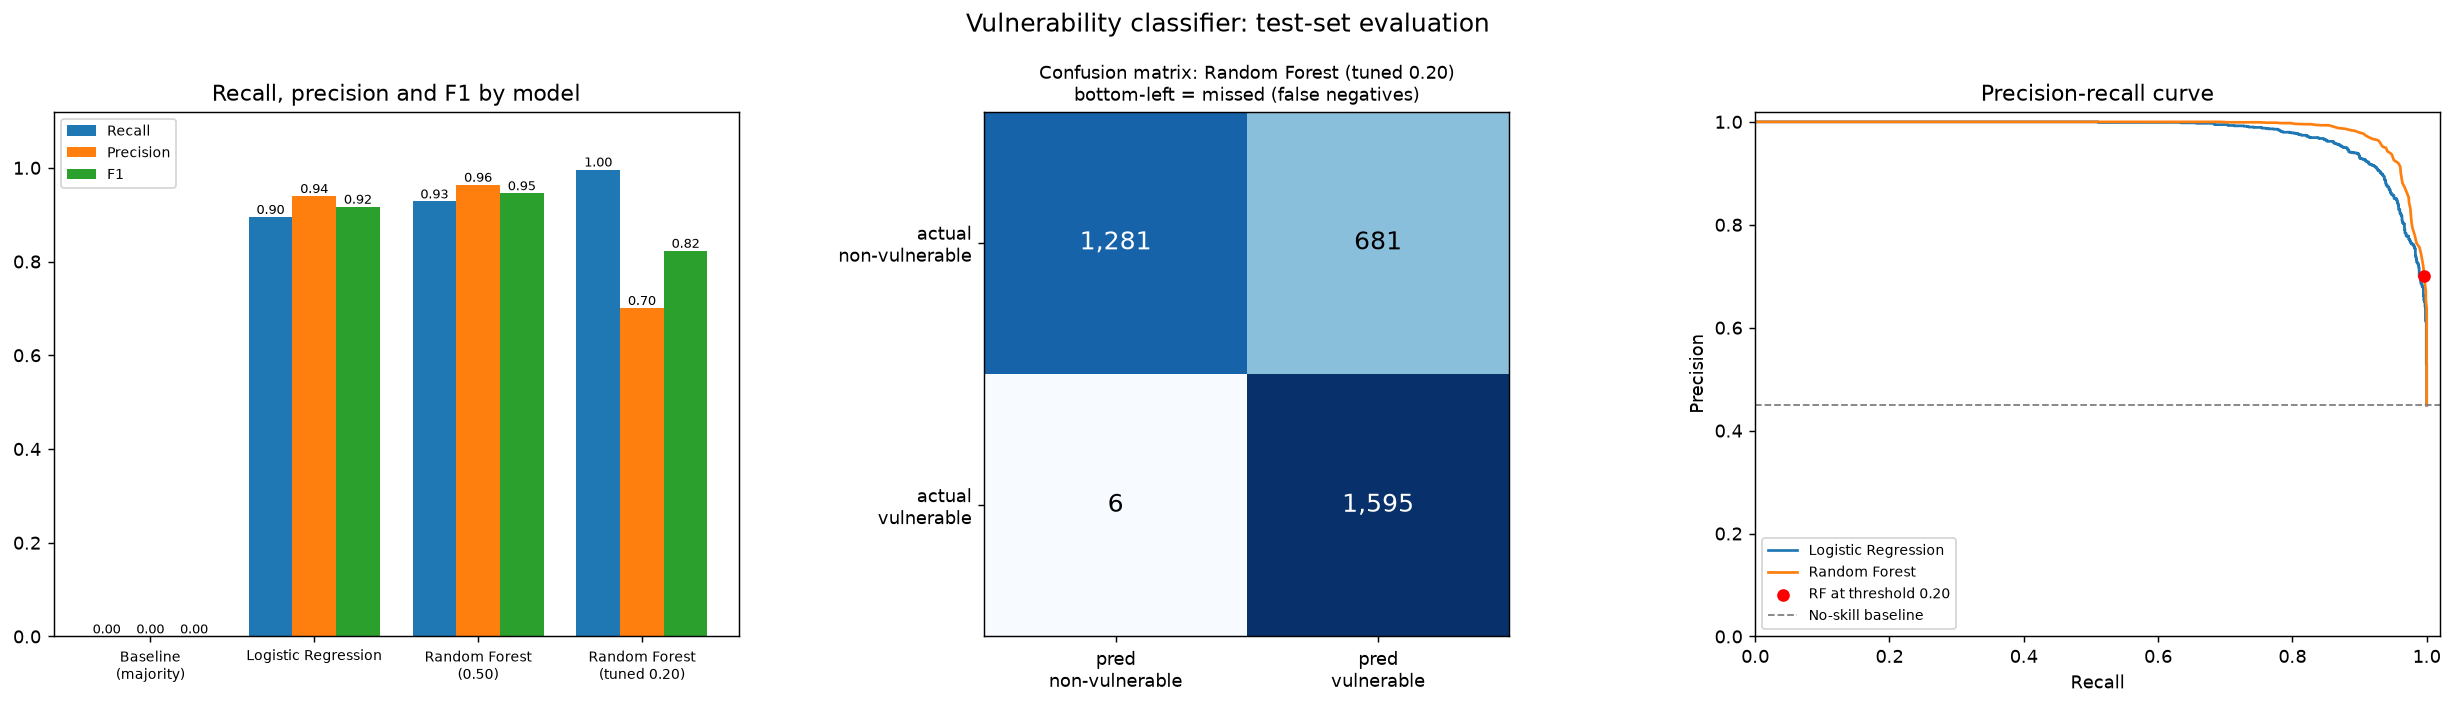 Vulnerability classifier: test-set evaluation
Recall, precision and F1 by model
Recall
Precision
F1
1.0
0.8
0.6
0.4
0.2
0.0
0.00 0.00 0.00
0.90 0.94 0.92
0.93 0.96 0.95
1.00 0.70 0.82
Baseline
(majority)
Logistic Regression
Random Forest
(0.50)
Random Forest
(tuned 0.20)
Confusion matrix: Random Forest (tuned 0.20)
bottom-left = missed (false negatives)
actual
non-vulnerable
1,281 681
actual
vulnerable
6 1,595
pred
non-vulnerable
pred
vulnerable
Precision-recall curve
Precision
1.0
0.8
0.6
0.4
0.2
0.0
Logistic Regression
Random Forest
RF at threshold 0.20
No-skill baseline
0.0 0.2 0.4 0.6 0.8 1.0
Recall